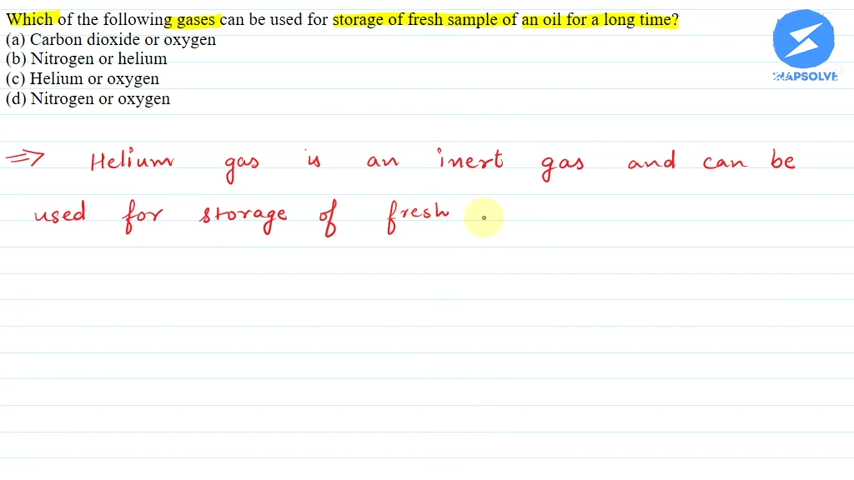 Which of the following gases can be used for storage of fresh sample of an oil for a long time?
(a) Carbon dioxide or oxygen
(b) Nitrogen or helium
(c) Helium or oxygen
(d) Nitrogen or oxygen
SNAPSOLVE
⇒ Helium gas is an inert gas and can be
used for storage of fresh